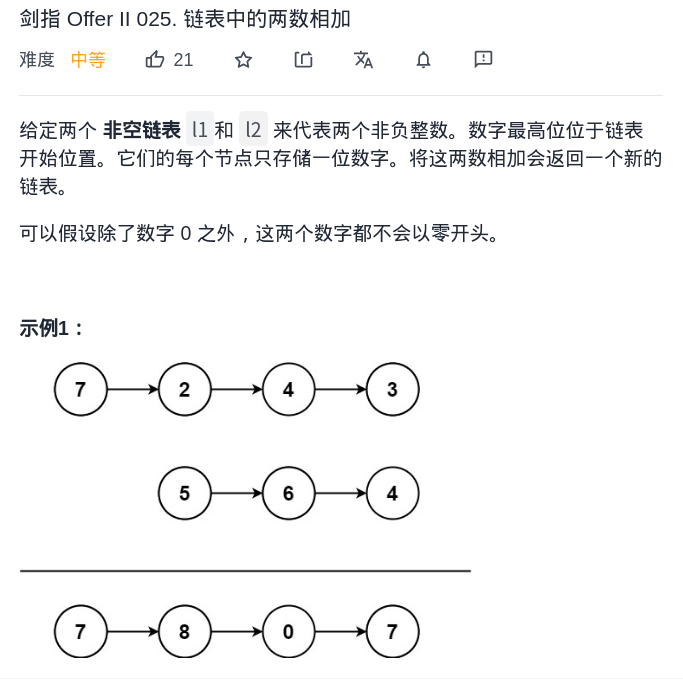 剑指 Offer II 025. 链表中的两数相加
难度 中等 21
给定两个 非空链表 l1 和 l2 来代表两个非负整数。数字最高位位于链表
开始位置。它们的每个节点只存储一位数字。将这两数相加会返回一个新的
链表。
可以假设除了数字 0 之外，这两个数字都不会以零开头。
示例1：
7 2 4 3
5 6 4
7 8 0 7